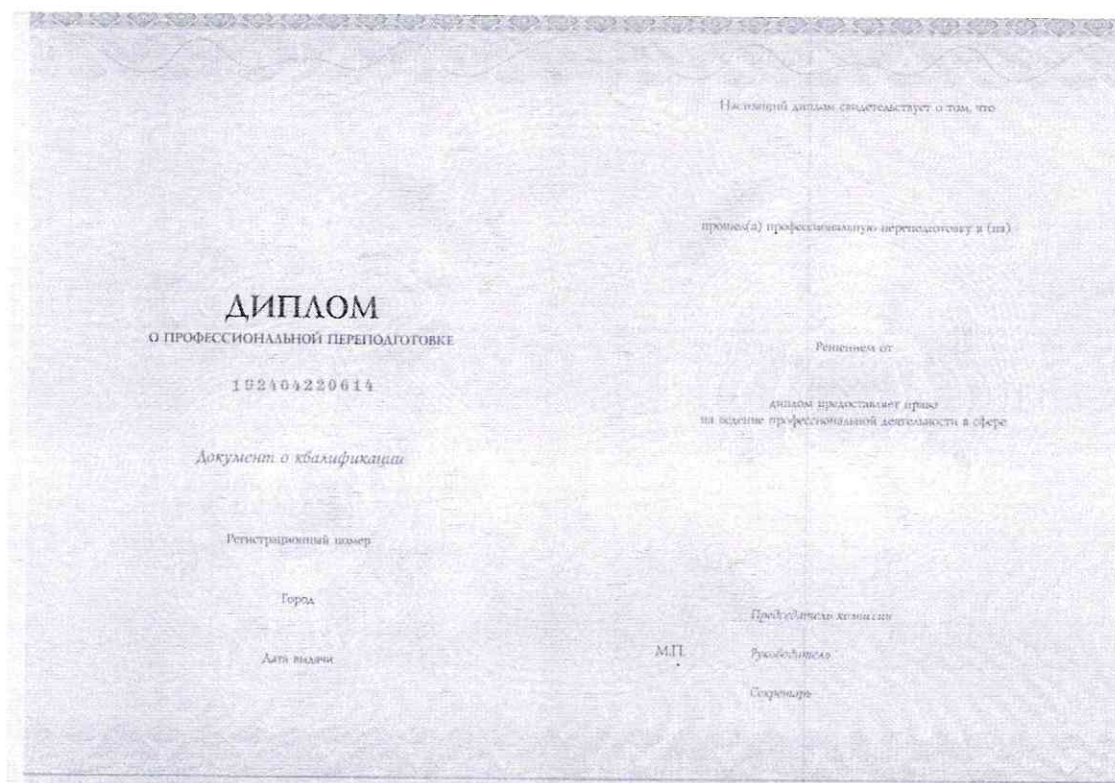 ДИПЛОМ
О ПРОФЕССИОНАЛЬНОЙ ПЕРЕПОДГОТОВКЕ
192404220614
Документ о квалификации
Регистрационный номер
Город
Дата выдачи
Настоящий диплом свидетельствует о том, что
прошел(а) профессиональную переподготовку в (на)
Решением от
диплом предоставляет право
на ведение профессиональной деятельности в сфере
М.П.
Председатель комиссии
Руководитель
Секретарь